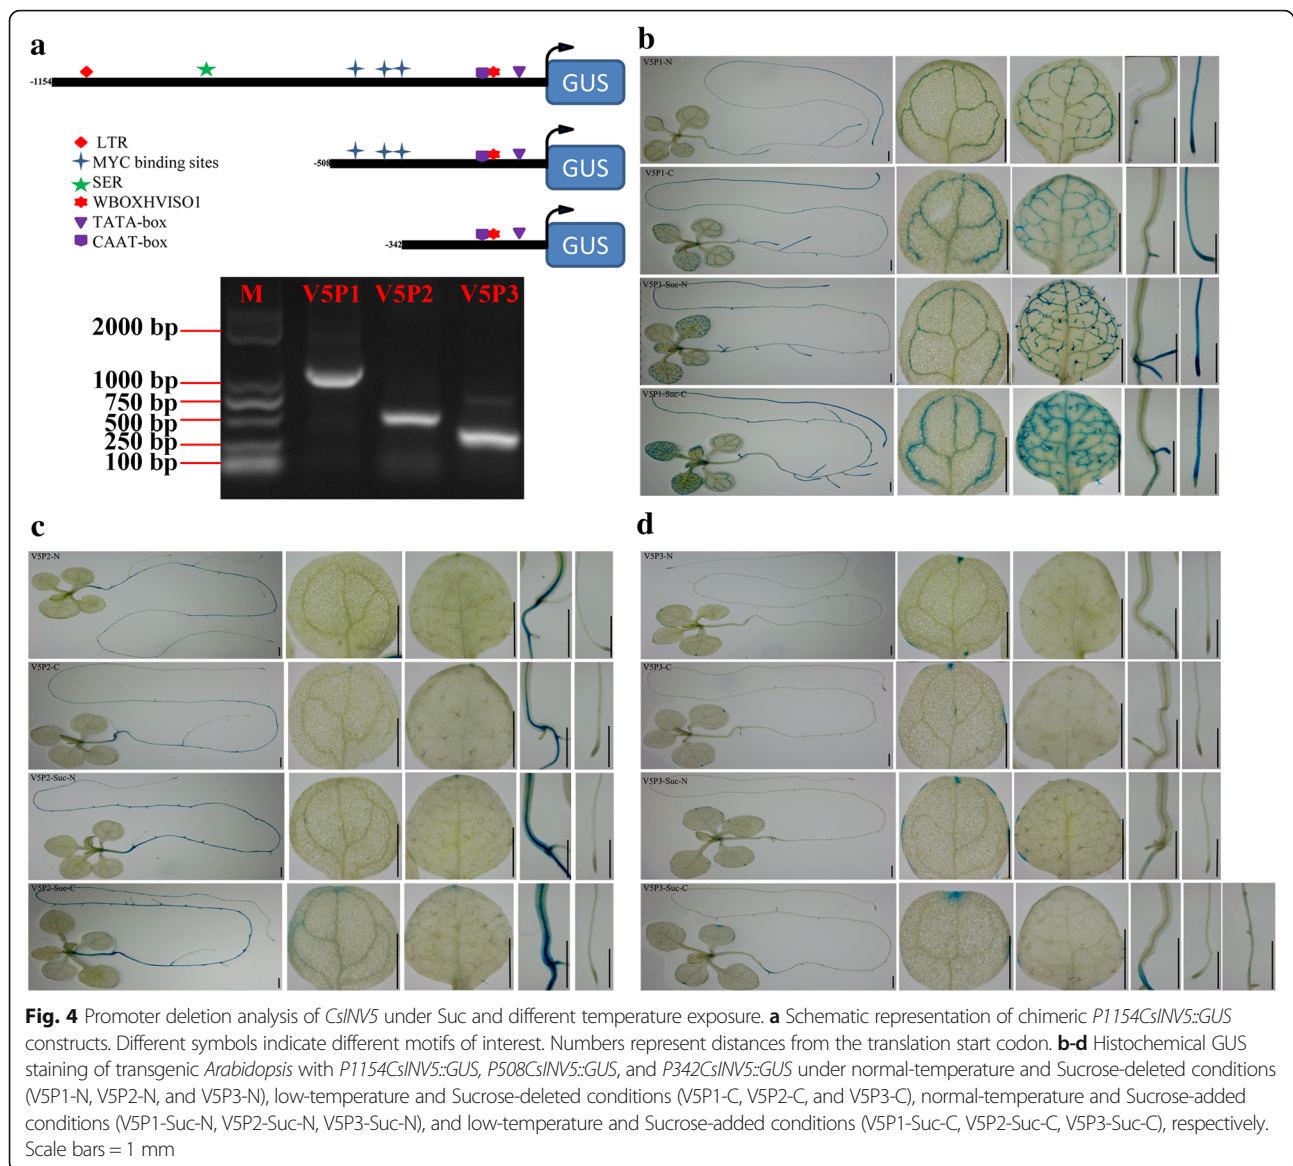 a
-1154
GUS
LTR
MYC binding sites
SER
WBOXHVISO1
TATA-box
CAAT-box
-508
GUS
-342
GUS
M V5P1 V5P2 V5P3
2000 bp
1000 bp
750 bp
500 bp
250 bp
100 bp
b
V5P1-N
V5P1-C
V5P1-Suc-N
V5P1-Suc-C
c
V5P2-N
V5P2-C
V5P2-Suc-N
V5P2-Suc-C
d
V5P3-N
V5P3-C
V5P3-Suc-N
V5P3-Suc-C
Fig. 4 Promoter deletion analysis of CsINV5 under Suc and different temperature exposure. a Schematic representation of chimeric P1154CsINV5::GUS
constructs. Different symbols indicate different motifs of interest. Numbers represent distances from the translation start codon. b-d Histochemical GUS
staining of transgenic Arabidopsis with P1154CsINV5::GUS, P508CsINV5::GUS, and P342CsINV5::GUS under normal-temperature and Sucrose-deleted conditions
(V5P1-N, V5P2-N, and V5P3-N), low-temperature and Sucrose-deleted conditions (V5P1-C, V5P2-C, and V5P3-C), normal-temperature and Sucrose-added
conditions (V5P1-Suc-N, V5P2-Suc-N, V5P3-Suc-N), and low-temperature and Sucrose-added conditions (V5P1-Suc-C, V5P2-Suc-C, V5P3-Suc-C), respectively.
Scale bars = 1 mm